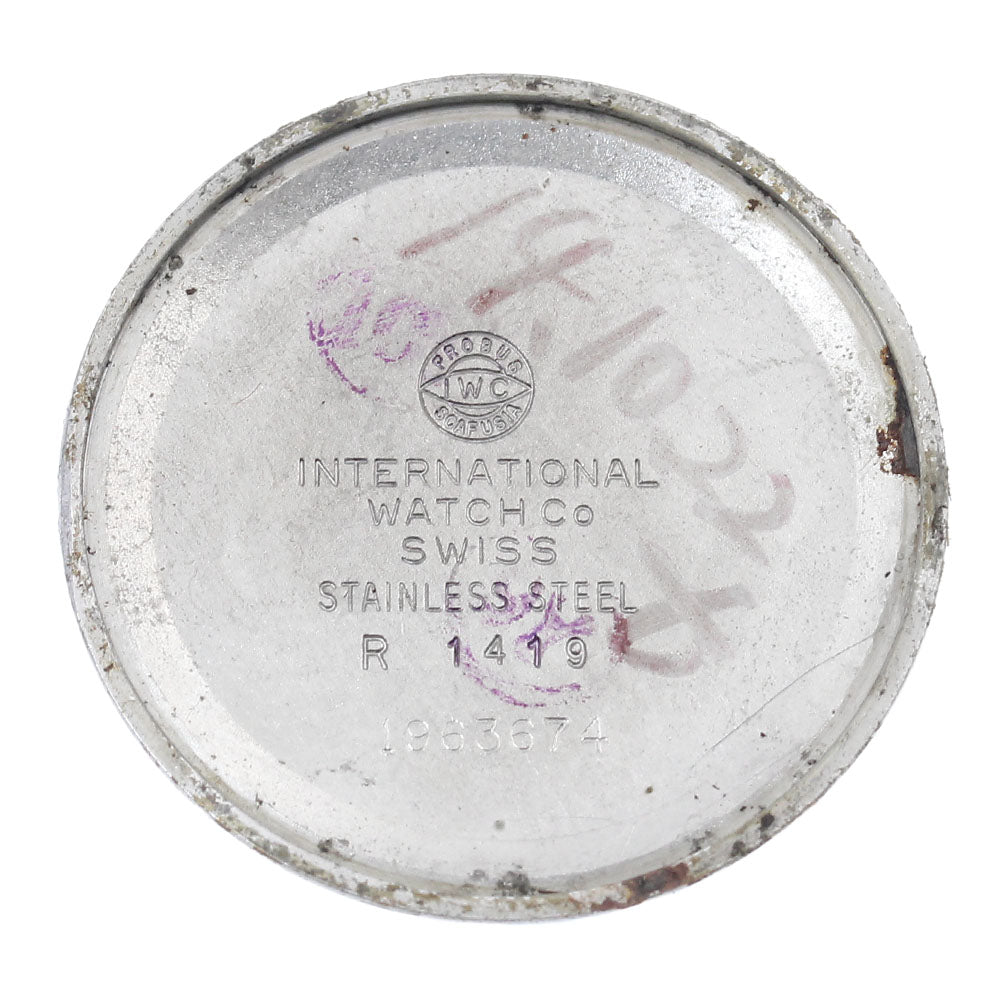 PROBUS
IWC
SCAFUSIA
INTERNATIONAL
WATCH Co
SWISS
STAINLESS STEEL
R 1419
1963674